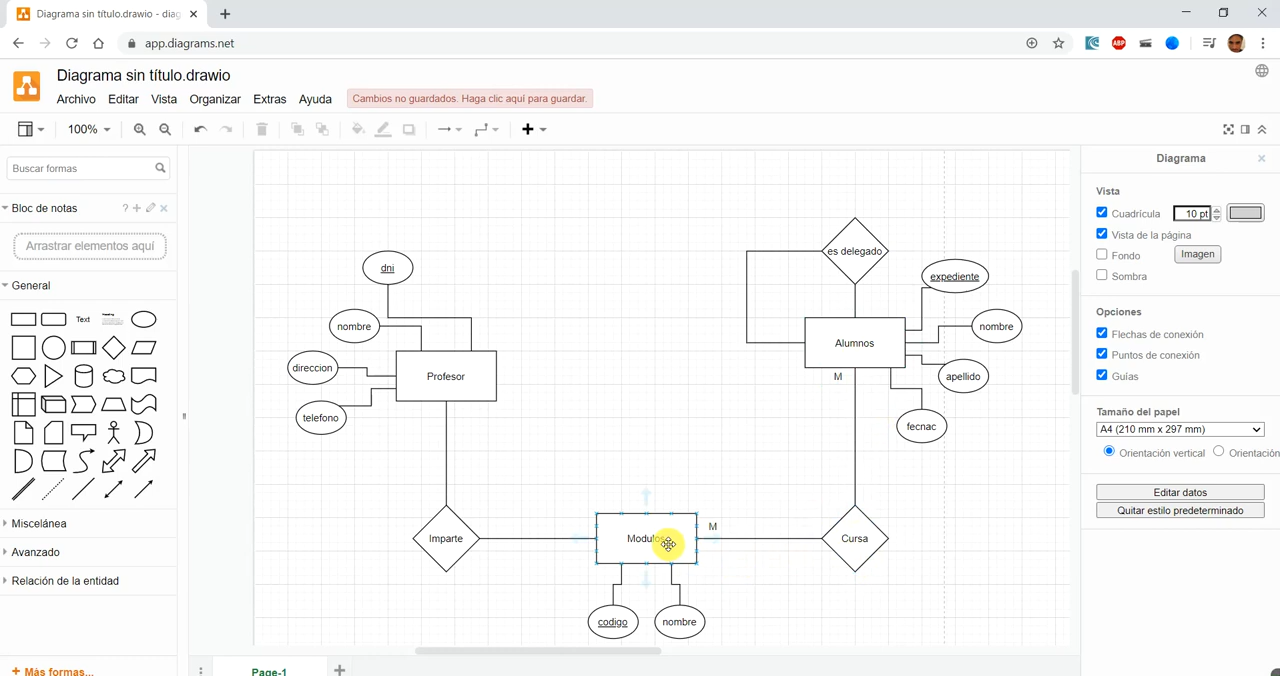 Diagrama sin título.drawio - diag
app.diagrams.net
ABP
Diagrama sin título.drawio
Archivo Editar Vista Organizar Extras Ayuda Cambios no guardados. Haga clic aquí para guardar.
100%
Buscar formas
Bloc de notas ?
Arrastrar elementos aquí
General
Text
Heading
Miscelánea
Avanzado
Relación de la entidad
+ Más formas...
dni
nombre
direccion
telefono
Profesor
Imparte
Modulos
M
codigo
nombre
Cursa
es delegado
Alumnos
M
expediente
nombre
apellido
fecnac
Page-1
Diagrama
Vista
Cuadrícula 10 pt
Vista de la página
Fondo Imagen
Sombra
Opciones
Flechas de conexión
Puntos de conexión
Guías
Tamaño del papel
A4 (210 mm x 297 mm)
Orientación vertical Orientación
Editar datos
Quitar estilo predeterminado